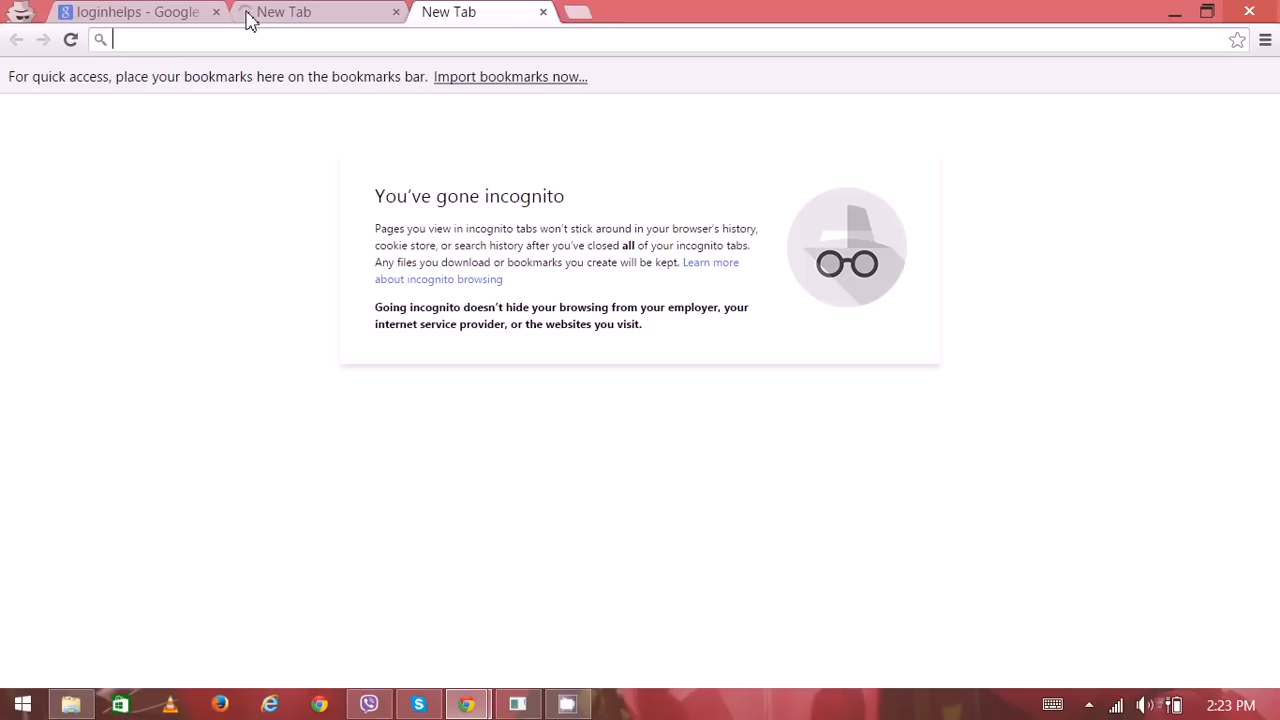 loginhelps - Google
New Tab
New Tab
For quick access, place your bookmarks here on the bookmarks bar. Import bookmarks now...
You've gone incognito
Pages you view in incognito tabs won't stick around in your browser's history,
cookie store, or search history after you've closed all of your incognito tabs.
Any files you download or bookmarks you create will be kept. Learn more
about incognito browsing
Going incognito doesn't hide your browsing from your employer, your
internet service provider, or the websites you visit.
2:23 PM